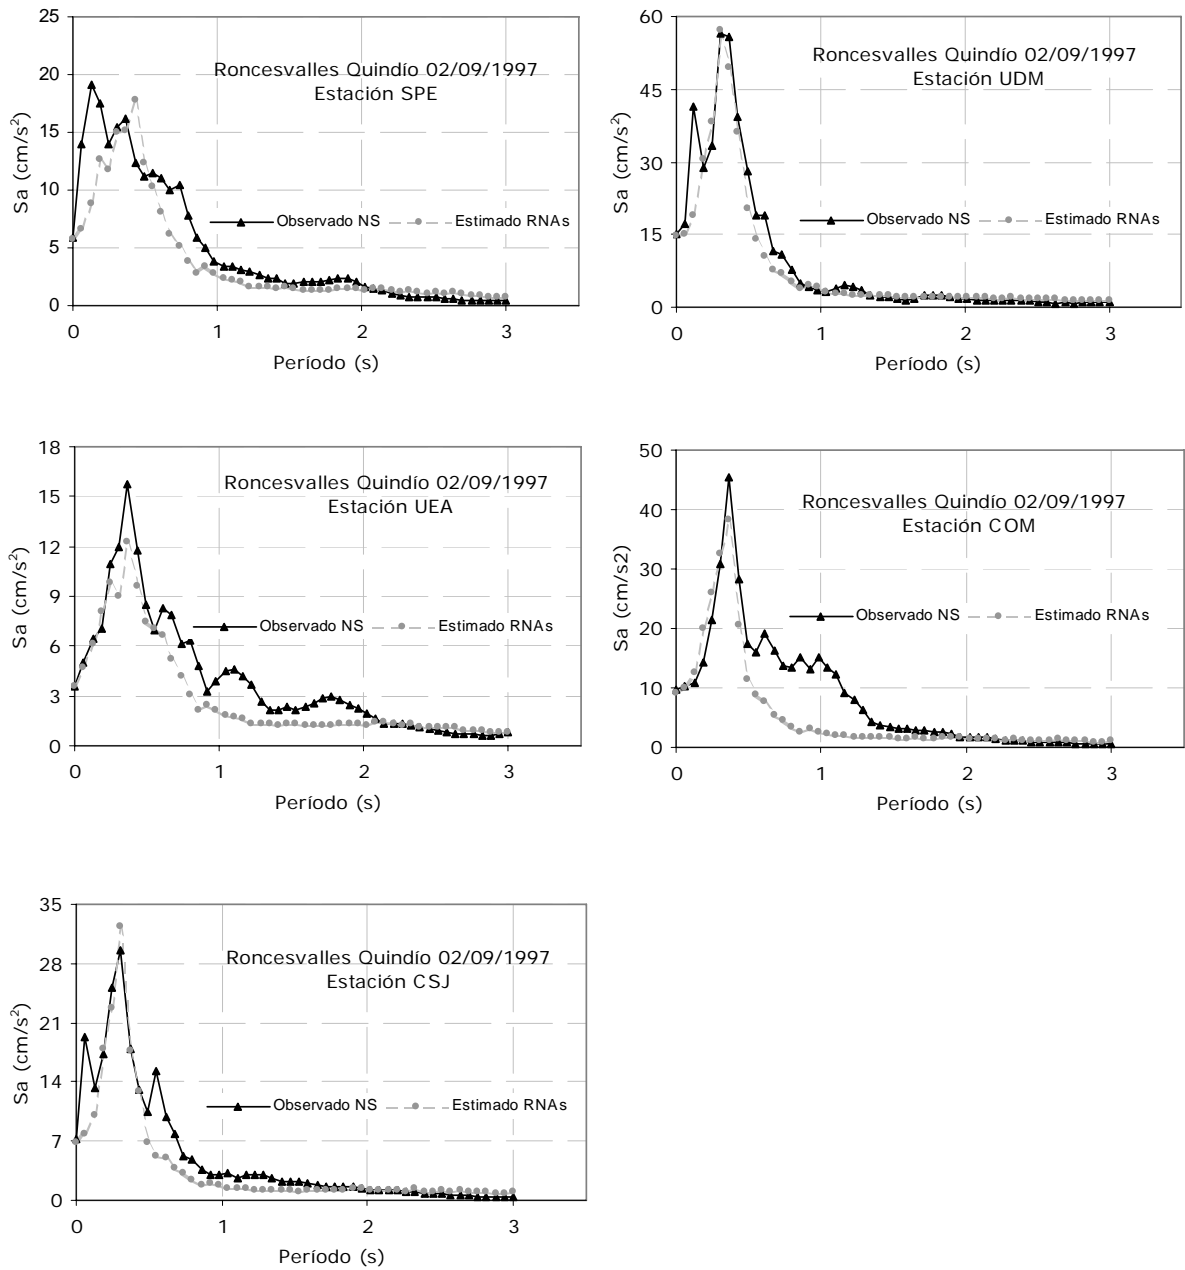 25
20
15
10
5
0
Sa (cm/s²)
Roncesvalles Quindío 02/09/1997
Estación SPE
Observado NS
Estimado RNAs
0 1 2 3
Período (s)
60
45
30
15
0
Sa (cm/s²)
Roncesvalles Quindío 02/09/1997
Estación UDM
Observado NS
Estimado RNAs
0 1 2 3
Período (s)
18
15
12
9
6
3
0
Sa (cm/s²)
Roncesvalles Quindío 02/09/1997
Estación UEA
Observado NS
Estimado RNAs
0 1 2 3
Período (s)
50
40
30
20
10
0
Sa (cm/s2)
Roncesvalles Quindío 02/09/1997
Estación COM
Observado NS
Estimado RNAs
0 1 2 3
Período (s)
35
28
21
14
7
0
Sa (cm/s²)
Roncesvalles Quindío 02/09/1997
Estación CSJ
Observado NS
Estimado RNAs
0 1 2 3
Período (s)